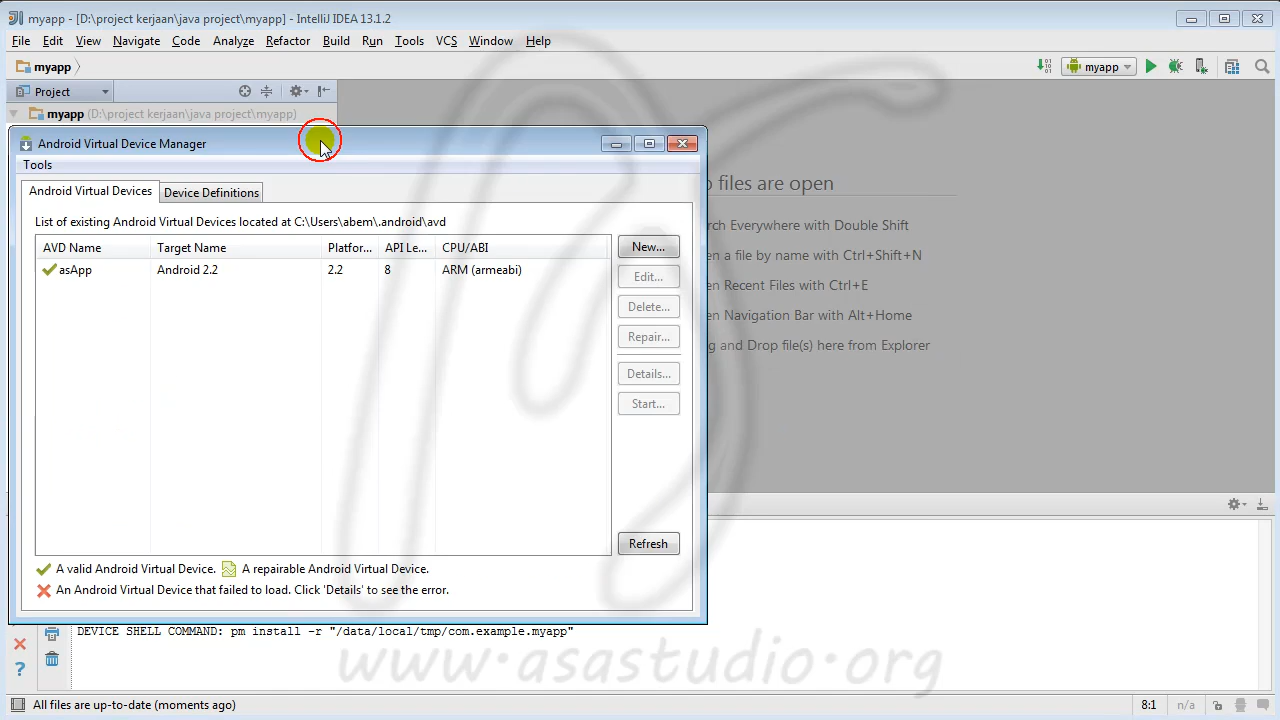 myapp - [D:\project kerjaan\java project\myapp] - IntelliJ IDEA 13.1.2
File Edit View Navigate Code Analyze Refactor Build Run Tools VCS Window Help
myapp
myapp
Project
myapp (D:\project kerjaan\java project\myapp)
Android Virtual Device Manager
Tools
Android Virtual Devices
Device Definitions
List of existing Android Virtual Devices located at C:\Users\abem\.android\avd
AVD Name Target Name Platfor... API Le... CPU/ABI
asApp Android 2.2 2.2 8 ARM (armeabi)
New...
Edit...
Delete...
Repair...
Details...
Start...
Refresh
A valid Android Virtual Device. A repairable Android Virtual Device.
An Android Virtual Device that failed to load. Click 'Details' to see the error.
files are open
Everywhere with Double Shift
a file by name with Ctrl+Shift+N
Recent Files with Ctrl+E
Navigation Bar with Alt+Home
and Drop file(s) here from Explorer
DEVICE SHELL COMMAND: pm install -r "/data/local/tmp/com.example.myapp"
www.asastudio.org
All files are up-to-date (moments ago)
8:1 n/a